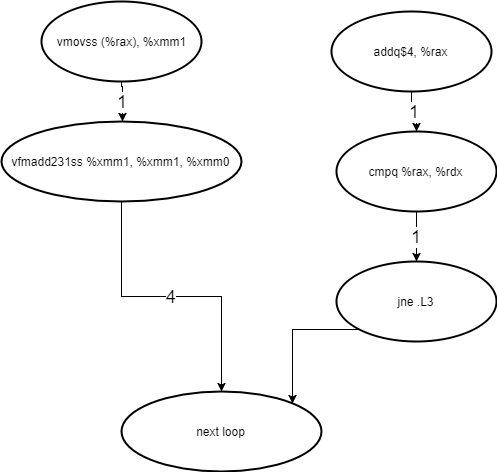 vmovss (%rax), %xmm1
addq$4, %rax
1
1
vfmadd231ss %xmm1, %xmm1, %xmm0
cmpq %rax, %rdx
1
4
jne .L3
next loop